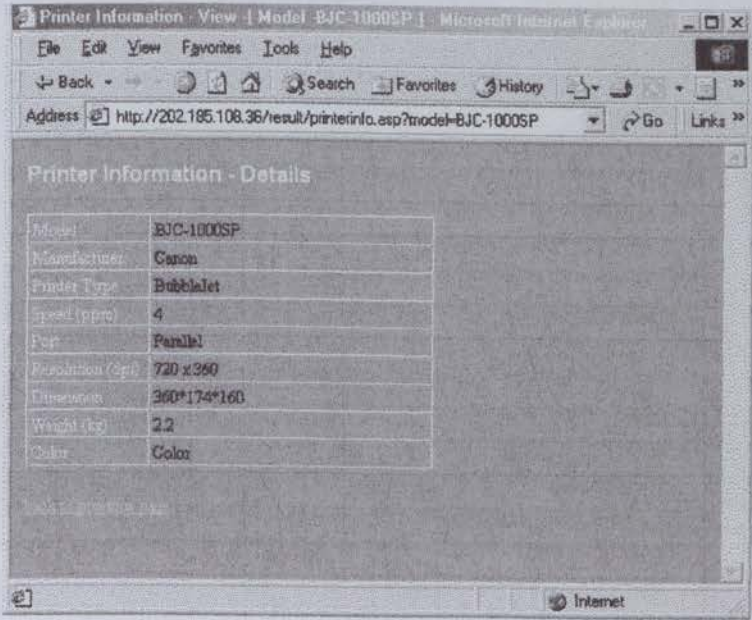 Printer Information - View - [ Model -BJC-1000SP ] - Microsoft Internet Explorer
File Edit View Favorites Tools Help
Back Search Favorites History
Address http://202.185.108.36/result/printerinfo.asp?model=BJC-1000SP Go Links
Printer Information - Details
Model BJC-1000SP
Manufacturer Canon
Printer Type BubbleJet
Speed (ppm) 4
Port Parallel
Resolution (dpi) 720 x 360
Dimension 360*174*160
Weight (kg) 2.2
Color Color
Internet